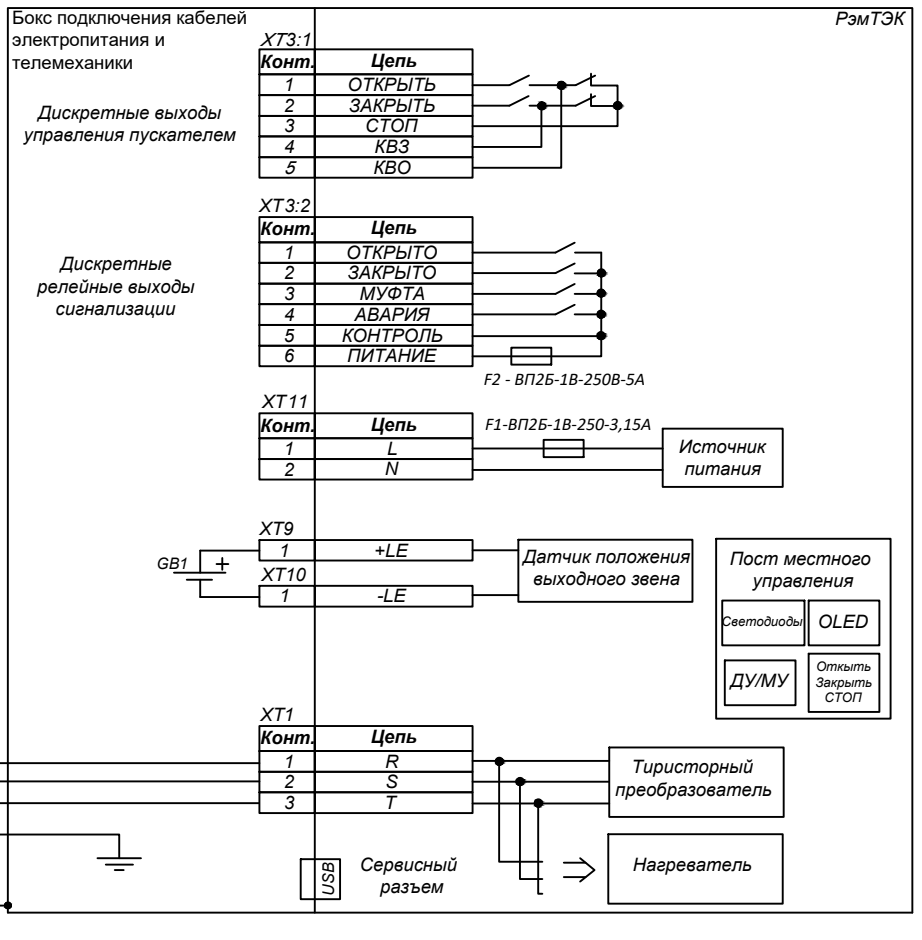 Бокс подключения кабелей
электропитания и
телемеханики
РэмТЭК
XT3:1
Конт. Цепь
1 ОТКРЫТЬ
2 ЗАКРЫТЬ
3 СТОП
4 КВЗ
5 КВО
Дискретные выходы
управления пускателем
XT3:2
Конт. Цепь
1 ОТКРЫТО
2 ЗАКРЫТО
3 МУФТА
4 АВАРИЯ
5 КОНТРОЛЬ
6 ПИТАНИЕ
Дискретные
релейные выходы
сигнализации
F2 - ВП2Б-1В-250В-5А
XT11
Конт. Цепь
1 L
2 N
F1-ВП2Б-1В-250-3,15А
Источник
питания
XT9
1 +LE
GB1 +
XT10
1 -LE
Датчик положения
выходного звена
Пост местного
управления
Светодиоды
OLED
ДУ/МУ
Откыть
Закрыть
СТОП
XT1
Конт. Цепь
1 R
2 S
3 T
Тиристорный
преобразователь
USB
Сервисный
разъем
Нагреватель